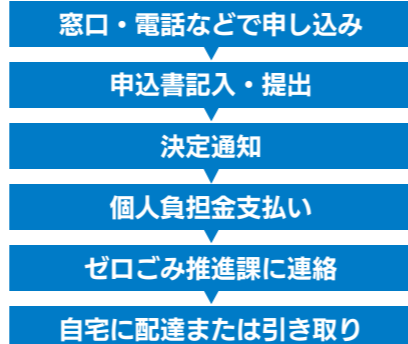 窓口・電話などで申し込み
申込書記入・提出
決定通知
個人負担金支払い
ゼロごみ推進課に連絡
自宅に配達または引き取り